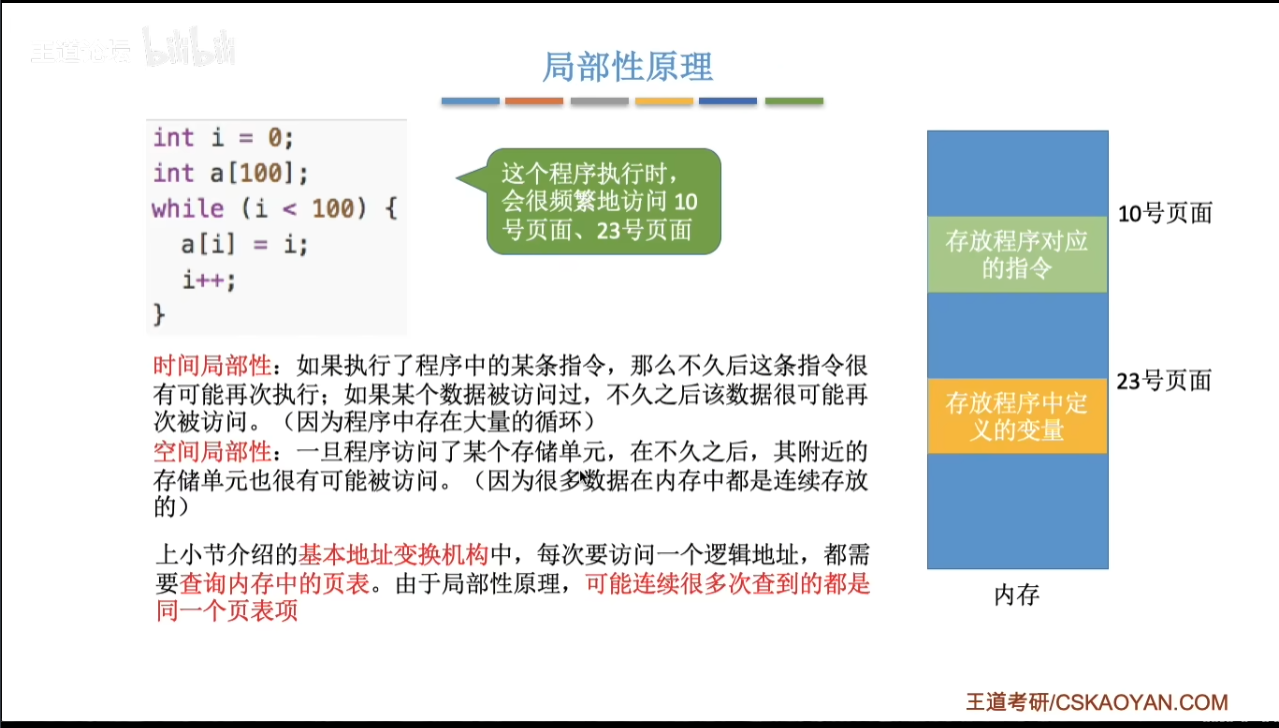 王道论坛 bilibili
局部性原理
int i = 0;
int a[100];
while (i < 100) {
a[i] = i;
i++;
}
这个程序执行时，
会很频繁地访问 10
号页面、23号页面
10号页面
存放程序对应
的指令
23号页面
存放程序中定
义的变量
内存
时间局部性：如果执行了程序中的某条指令，那么不久后这条指令很
有可能再次执行；如果某个数据被访问过，不久之后该数据很可能再
次被访问。（因为程序中存在大量的循环）
空间局部性：一旦程序访问了某个存储单元，在不久之后，其附近的
存储单元也很有可能被访问。（因为很多数据在内存中都是连续存放
的）
上小节介绍的基本地址变换机构中，每次要访问一个逻辑地址，都需
要查询内存中的页表。由于局部性原理，可能连续很多次查到的都是
同一个页表项
王道考研/CSKAOYAN.COM